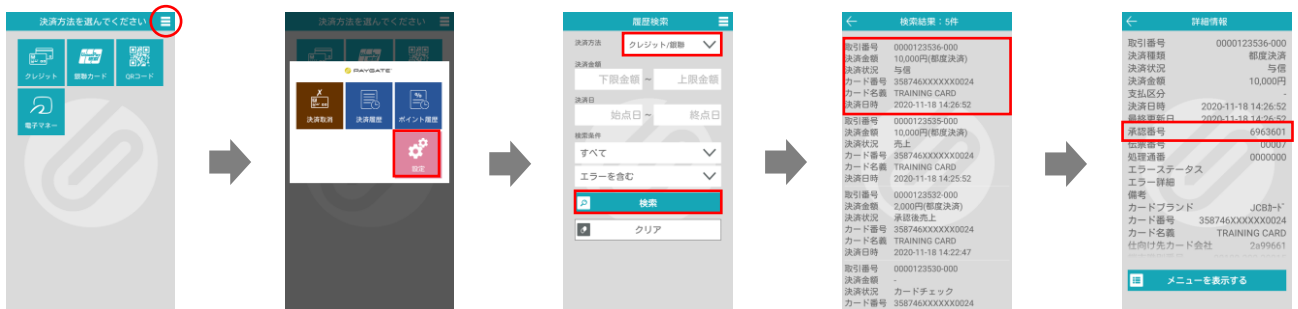 決済方法を選んでください
クレジット
銀聯カード
QRコード
電子マネー
決済方法を選んでください
PAYGATE
決済取消
決済履歴
ポイント履歴
設定
履歴検索
決済方法
クレジット/銀聯
決済金額
下限金額 ~ 上限金額
決済日
始点日 ~ 終点日
検索条件
すべて
エラーを含む
検索
クリア
検索結果:5件
取引番号 0000123536-000
決済金額 10,000円(都度決済)
決済状況 与信
カード番号 358746XXXXXX0024
カード名義 TRAINING CARD
決済日時 2020-11-18 14:26:52
取引番号 0000123535-000
決済金額 10,000円(都度決済)
決済状況 売上
カード番号 358746XXXXXX0024
カード名義 TRAINING CARD
決済日時 2020-11-18 14:25:52
取引番号 0000123532-000
決済金額 2,000円(都度決済)
決済状況 承認後売上
カード番号 358746XXXXXX0024
カード名義 TRAINING CARD
決済日時 2020-11-18 14:22:47
取引番号 0000123530-000
決済金額 -
決済状況 カードチェック
カード番号 358746XXXXXX0024
詳細情報
取引番号 0000123536-000
決済種類 都度決済
決済状況 与信
決済金額 10,000円
支払区分 -
決済日時 2020-11-18 14:26:52
最終更新日 2020-11-18 14:26:52
承認番号 6963601
伝票番号 00007
処理通番 0000000
エラーステータス
エラー詳細
備考
カードブランド JCBカード
カード番号 358746XXXXXX0024
カード名義 TRAINING CARD
仕向け先カード会社 2a99661
メニューを表示する